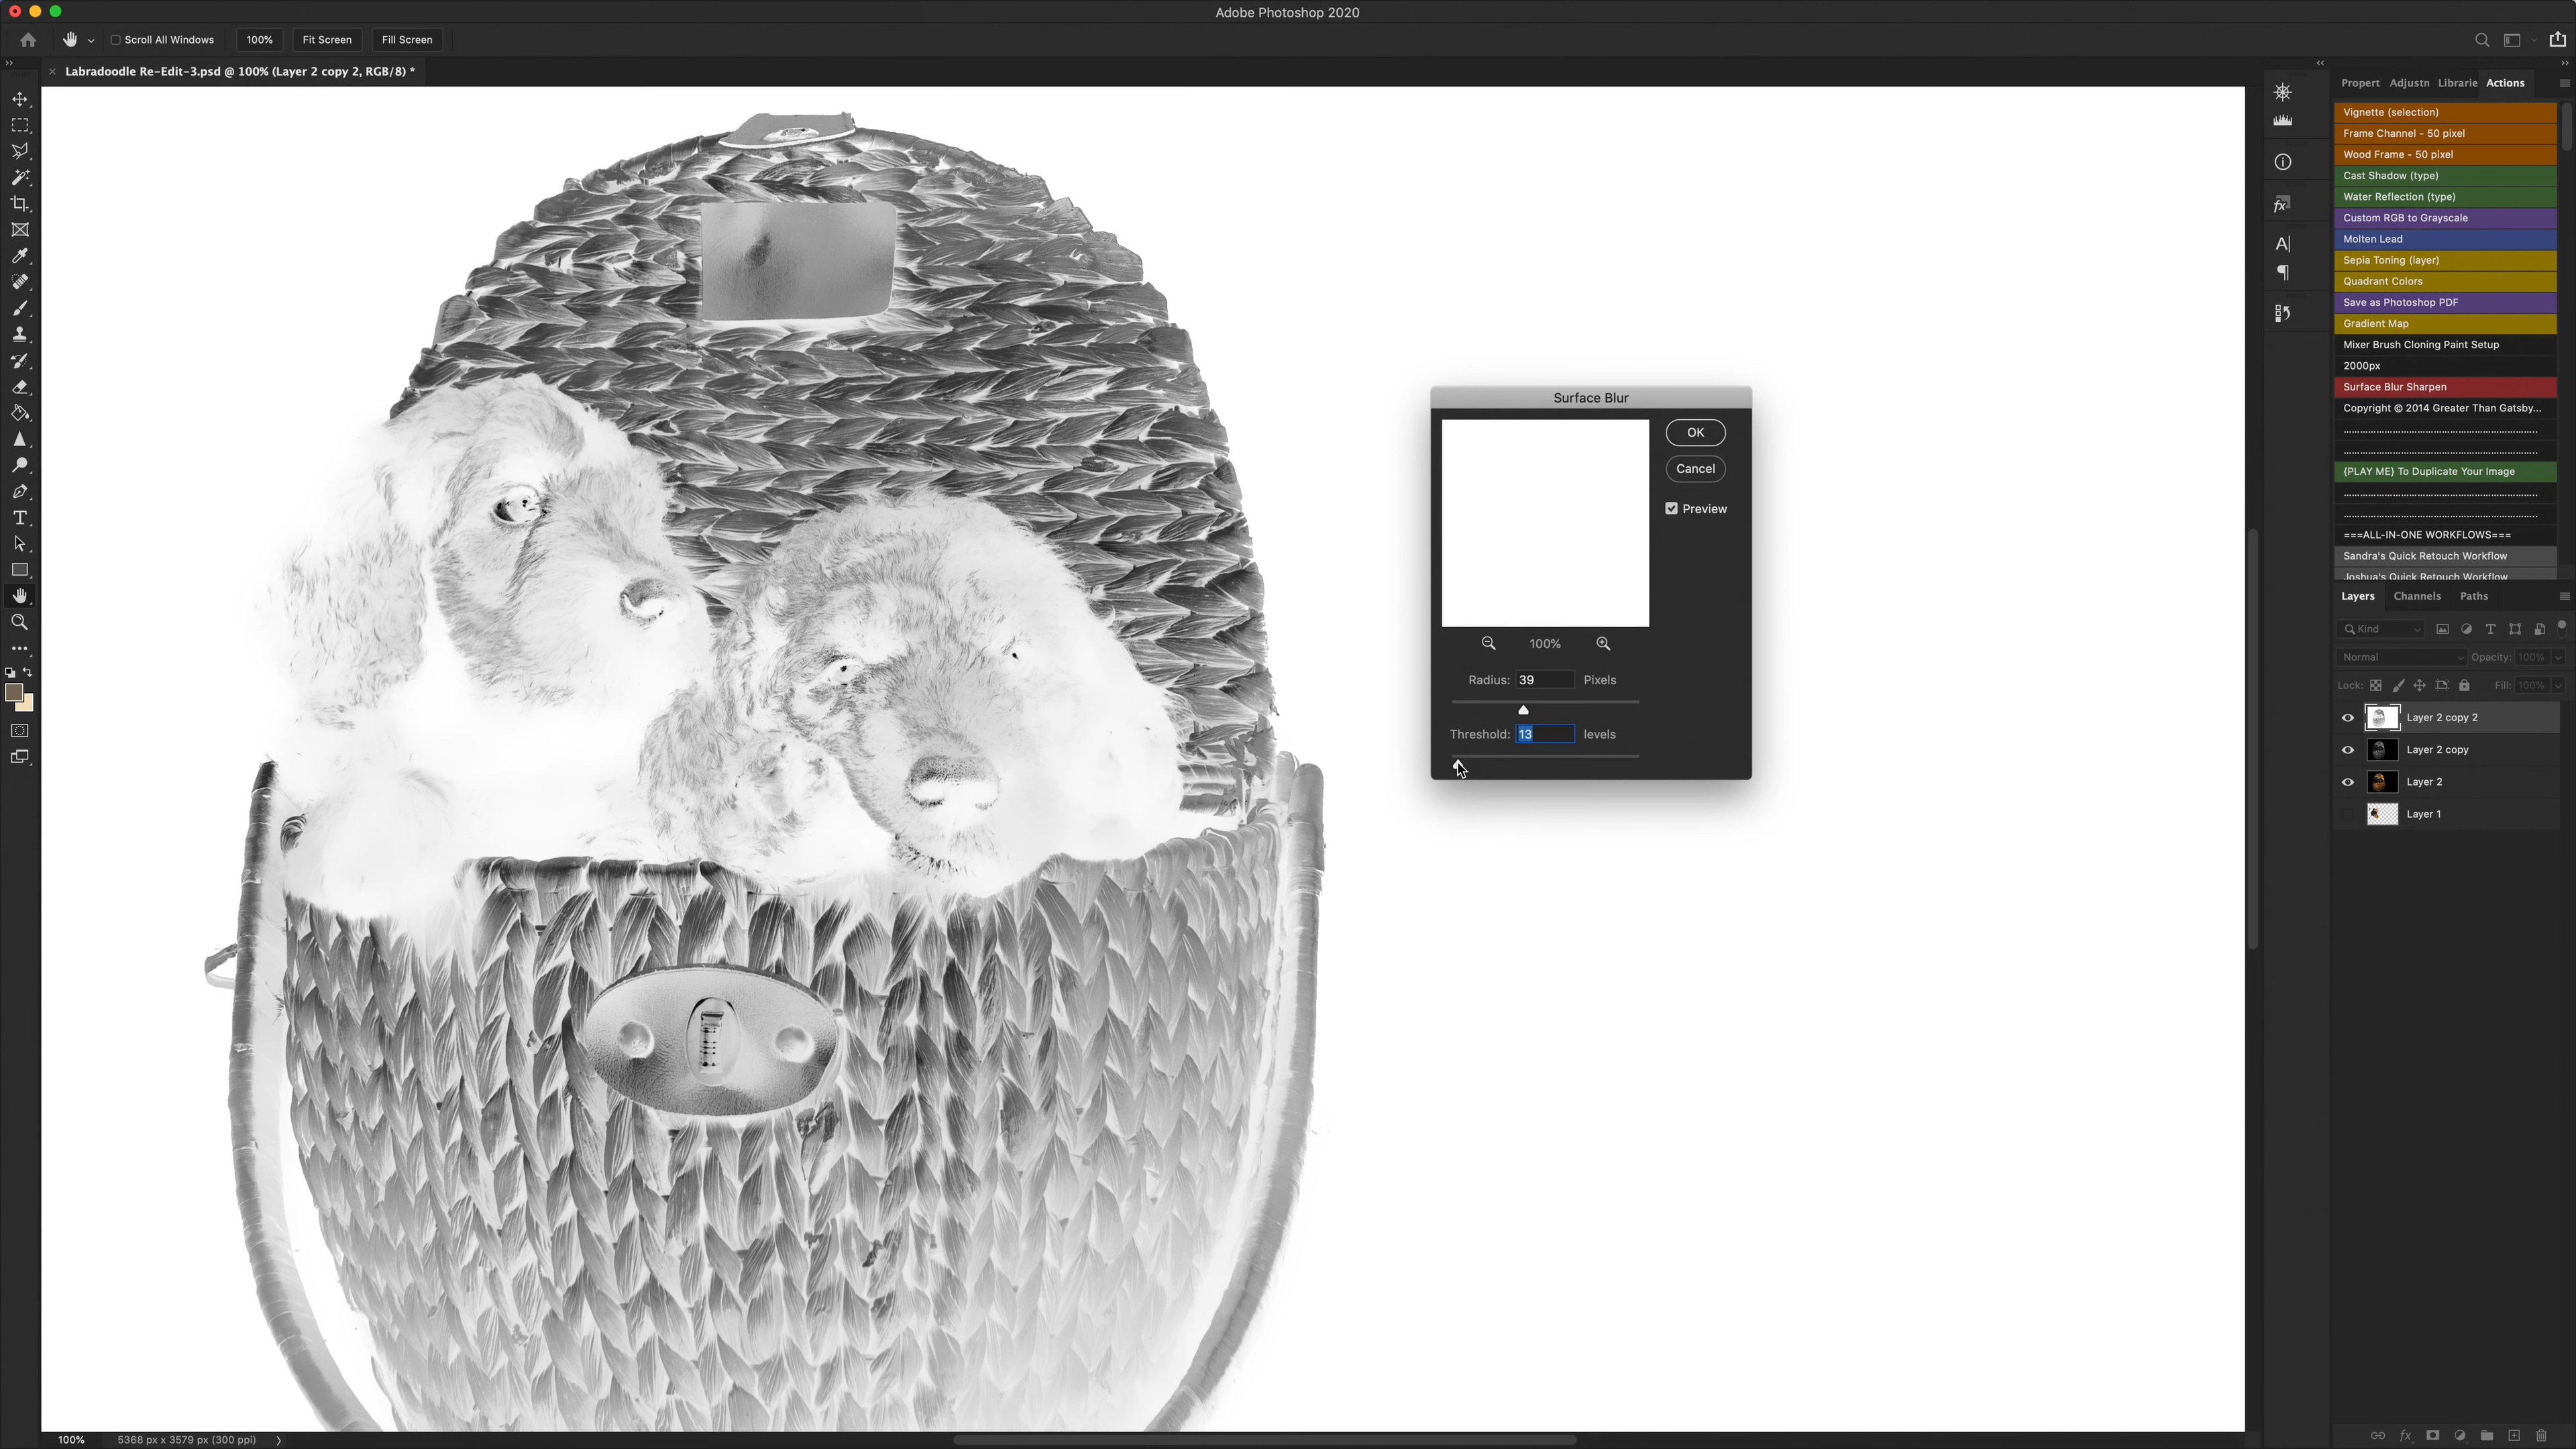 Adobe Photoshop 2020
Scroll All Windows
100%
Fit Screen
Fill Screen
Labradoodle Re-Edit-3.psd @ 100% (Layer 2 copy 2, RGB/8) *
Propert
Adjustn
Librarie
Actions
Vignette (selection)
Frame Channel - 50 pixel
Wood Frame - 50 pixel
Cast Shadow (type)
Water Reflection (type)
Custom RGB to Grayscale
Molten Lead
Sepia Toning (layer)
Quadrant Colors
Save as Photoshop PDF
Gradient Map
Mixer Brush Cloning Paint Setup
2000px
Surface Blur Sharpen
Copyright © 2014 Greater Than Gatsby...
{PLAY ME} To Duplicate Your Image
===ALL-IN-ONE WORKFLOWS===
Sandra's Quick Retouch Workflow
Joshua's Quick Retouch Workflow
Surface Blur
OK
Cancel
Preview
100%
Radius: 39 Pixels
Threshold: 13 levels
Layers
Channels
Paths
Kind
Normal
Opacity: 100%
Lock:
Fill: 100%
Layer 2 copy 2
Layer 2 copy
Layer 2
Layer 1
100%
5368 px x 3579 px (300 ppi)